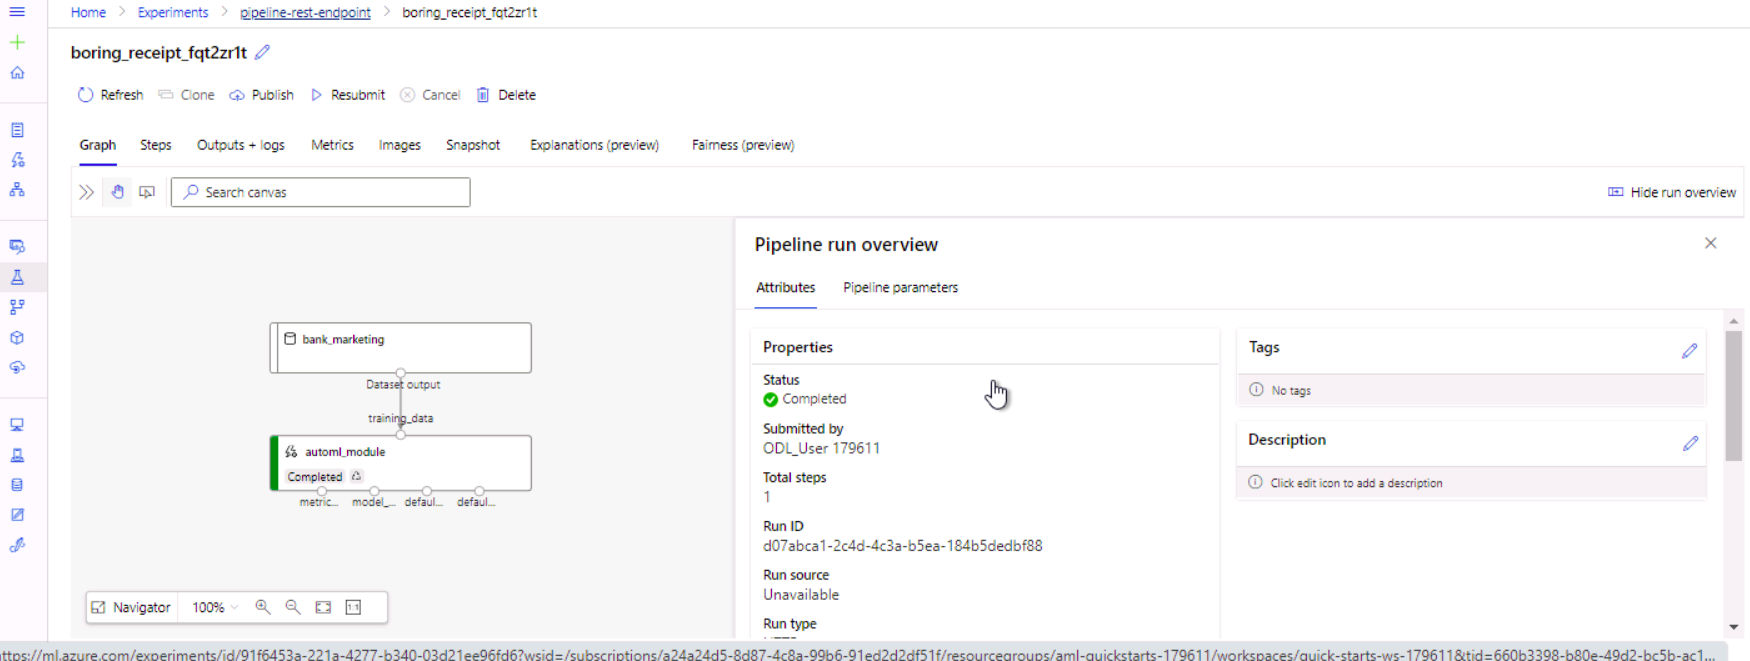 Home > Experiments > pipeline-rest-endpoint > boring_receipt_fqt2zr1t
boring_receipt_fqt2zr1t
Refresh Clone Publish Resubmit Cancel Delete
Graph Steps Outputs + logs Metrics Images Snapshot Explanations (preview) Fairness (preview)
Search canvas
Hide run overview
bank_marketing
Dataset output
training_data
automl_module
Completed
metric... model_... defaul... defaul...
Navigator 100% 1:1
Pipeline run overview
Attributes Pipeline parameters
Properties
Status
Completed
Submitted by
ODL_User 179611
Total steps
1
Run ID
d07abca1-2c4d-4c3a-b5ea-184b5dedbf88
Run source
Unavailable
Run type
Tags
No tags
Description
Click edit icon to add a description
https://ml.azure.com/experiments/id/91f6453a-221a-4277-b340-03d21ee96fd6?wsid=/subscriptions/a24a24d5-8d87-4c8a-99b6-91ed2d2df51f/resourcegroups/aml-quickstarts-179611/workspaces/quick-starts-ws-179611&tid=660b3398-b80e-49d2-bc5b-ac1...